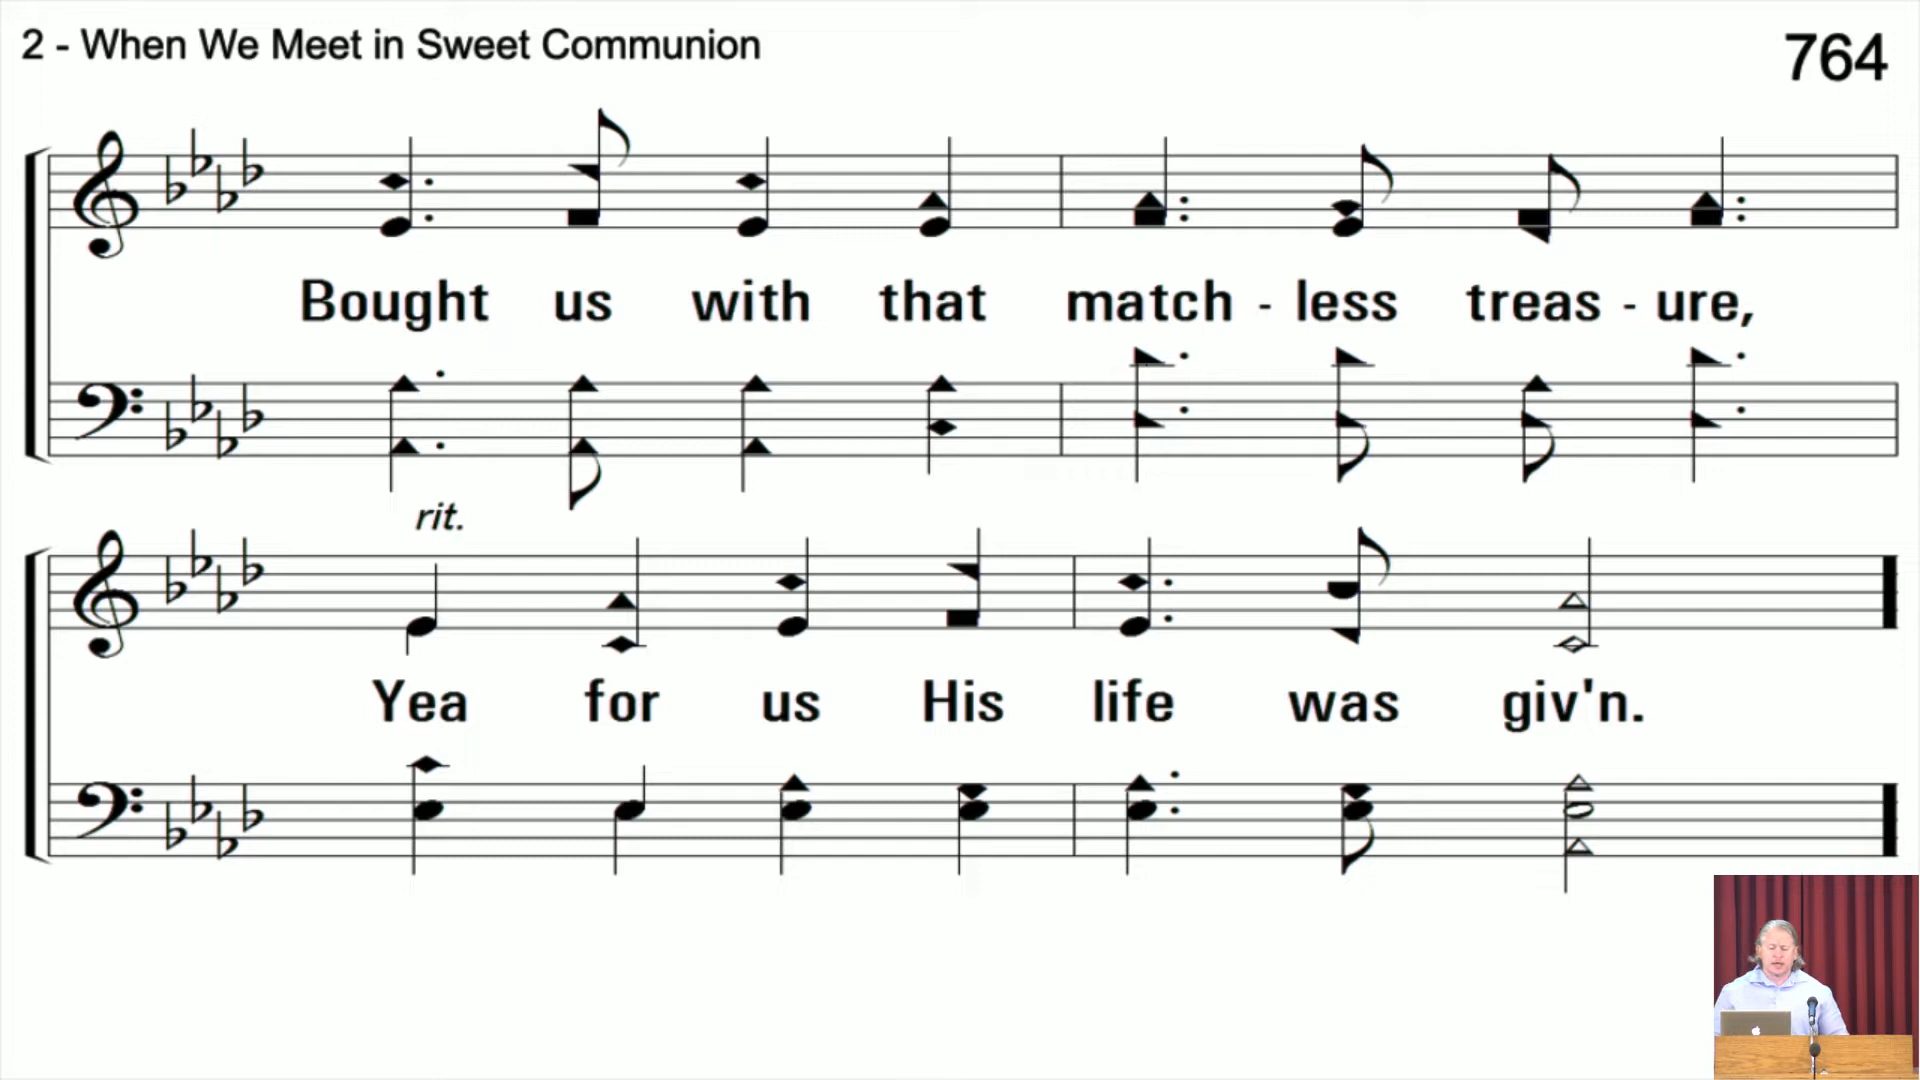 2 - When We Meet in Sweet Communion
764
Bought us with that match - less treas - ure,
rit.
Yea for us His life was giv'n.